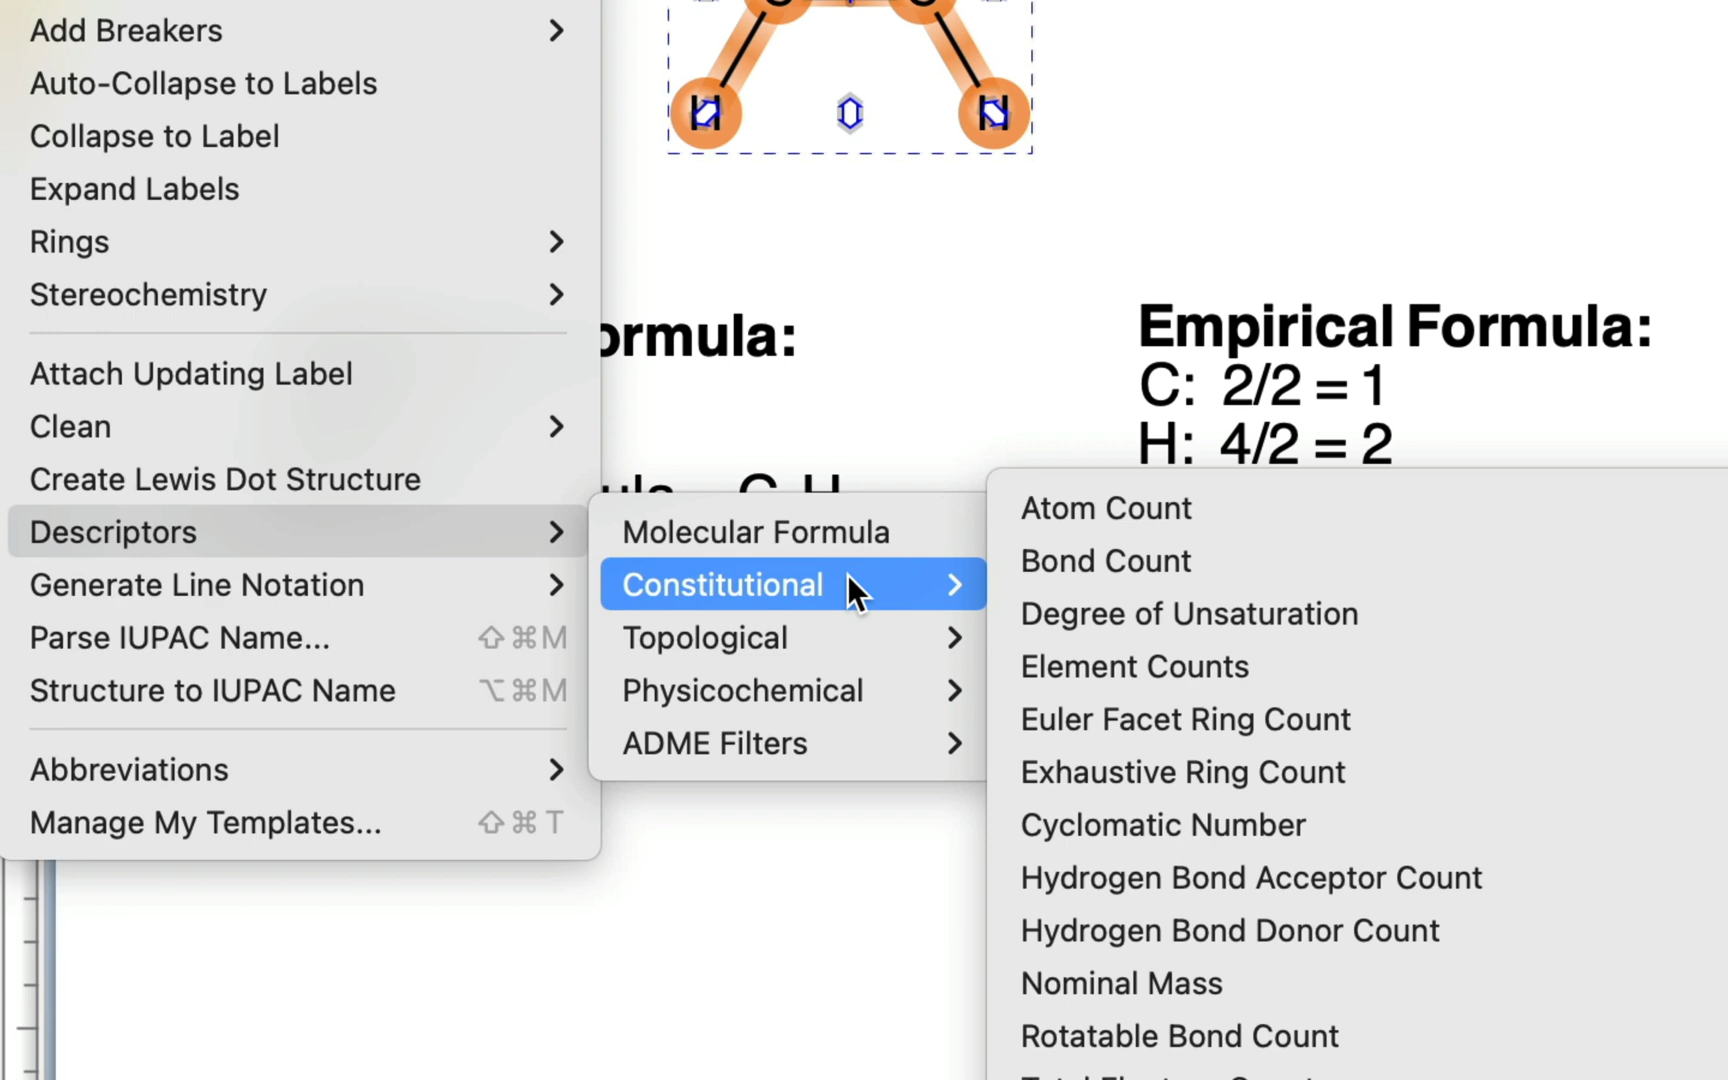 Add Breakers
Auto-Collapse to Labels
Collapse to Label
Expand Labels
Rings
Stereochemistry
Attach Updating Label
Clean
Create Lewis Dot Structure
Descriptors
Generate Line Notation
Parse IUPAC Name... ⇧⌘M
Structure to IUPAC Name ⌥⌘M
Abbreviations
Manage My Templates... ⇧⌘T
H H
ormula:
Empirical Formula:
C: 2/2 = 1
H: 4/2 = 2
Molecular Formula
Constitutional
Topological
Physicochemical
ADME Filters
Atom Count
Bond Count
Degree of Unsaturation
Element Counts
Euler Facet Ring Count
Exhaustive Ring Count
Cyclomatic Number
Hydrogen Bond Acceptor Count
Hydrogen Bond Donor Count
Nominal Mass
Rotatable Bond Count